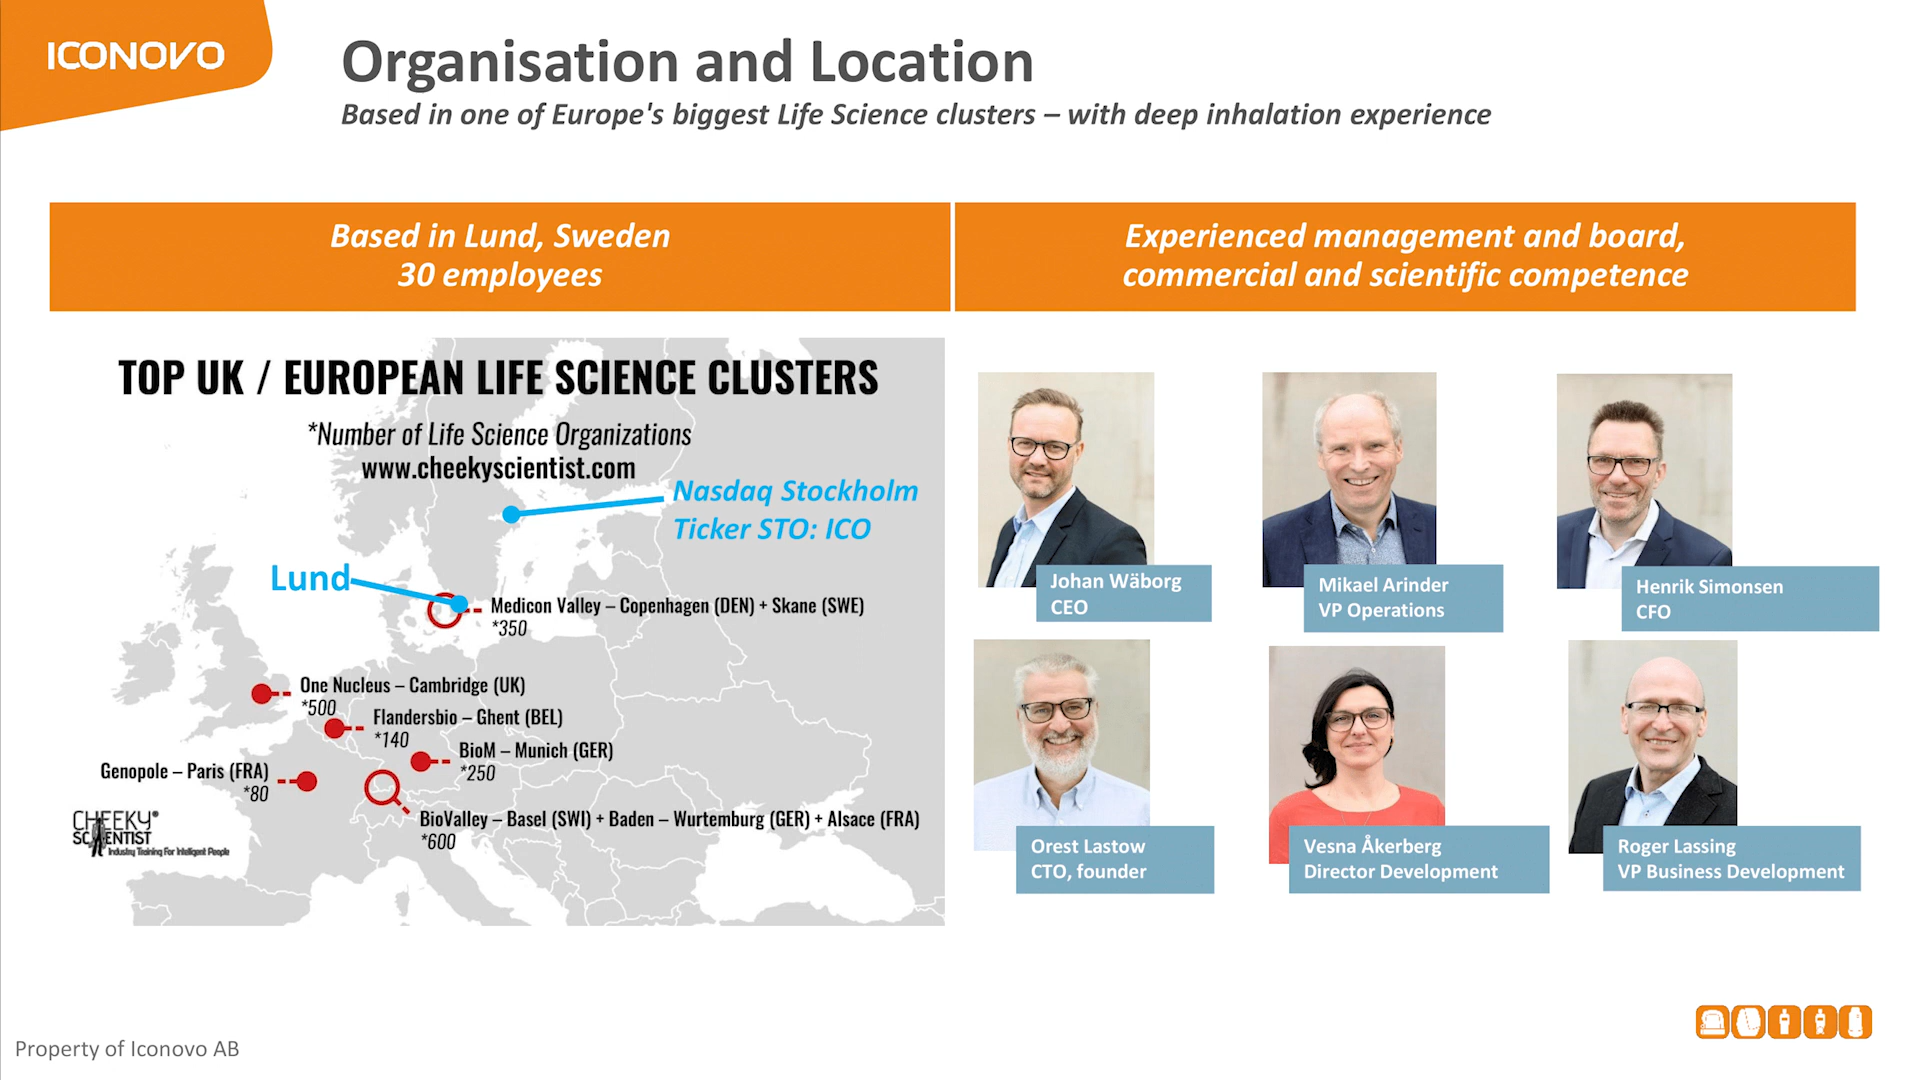 ICONOVO
Organisation and Location
Based in one of Europe's biggest Life Science clusters – with deep inhalation experience
Based in Lund, Sweden
30 employees
Experienced management and board,
commercial and scientific competence
TOP UK / EUROPEAN LIFE SCIENCE CLUSTERS
*Number of Life Science Organizations
www.cheekyscientist.com
Nasdaq Stockholm
Ticker STO: ICO
Lund
Medicon Valley – Copenhagen (DEN) + Skane (SWE)
*350
One Nucleus – Cambridge (UK)
*500
Flandersbio – Ghent (BEL)
*140
BioM – Munich (GER)
*250
Genopole – Paris (FRA)
*80
BioValley – Basel (SWI) + Baden – Wurtemburg (GER) + Alsace (FRA)
*600
CHEEKY®
SCIENTIST
Industry Training For Intelligent People
Johan Wäborg
CEO
Mikael Arinder
VP Operations
Henrik Simonsen
CFO
Orest Lastow
CTO, founder
Vesna Åkerberg
Director Development
Roger Lassing
VP Business Development
Property of Iconovo AB